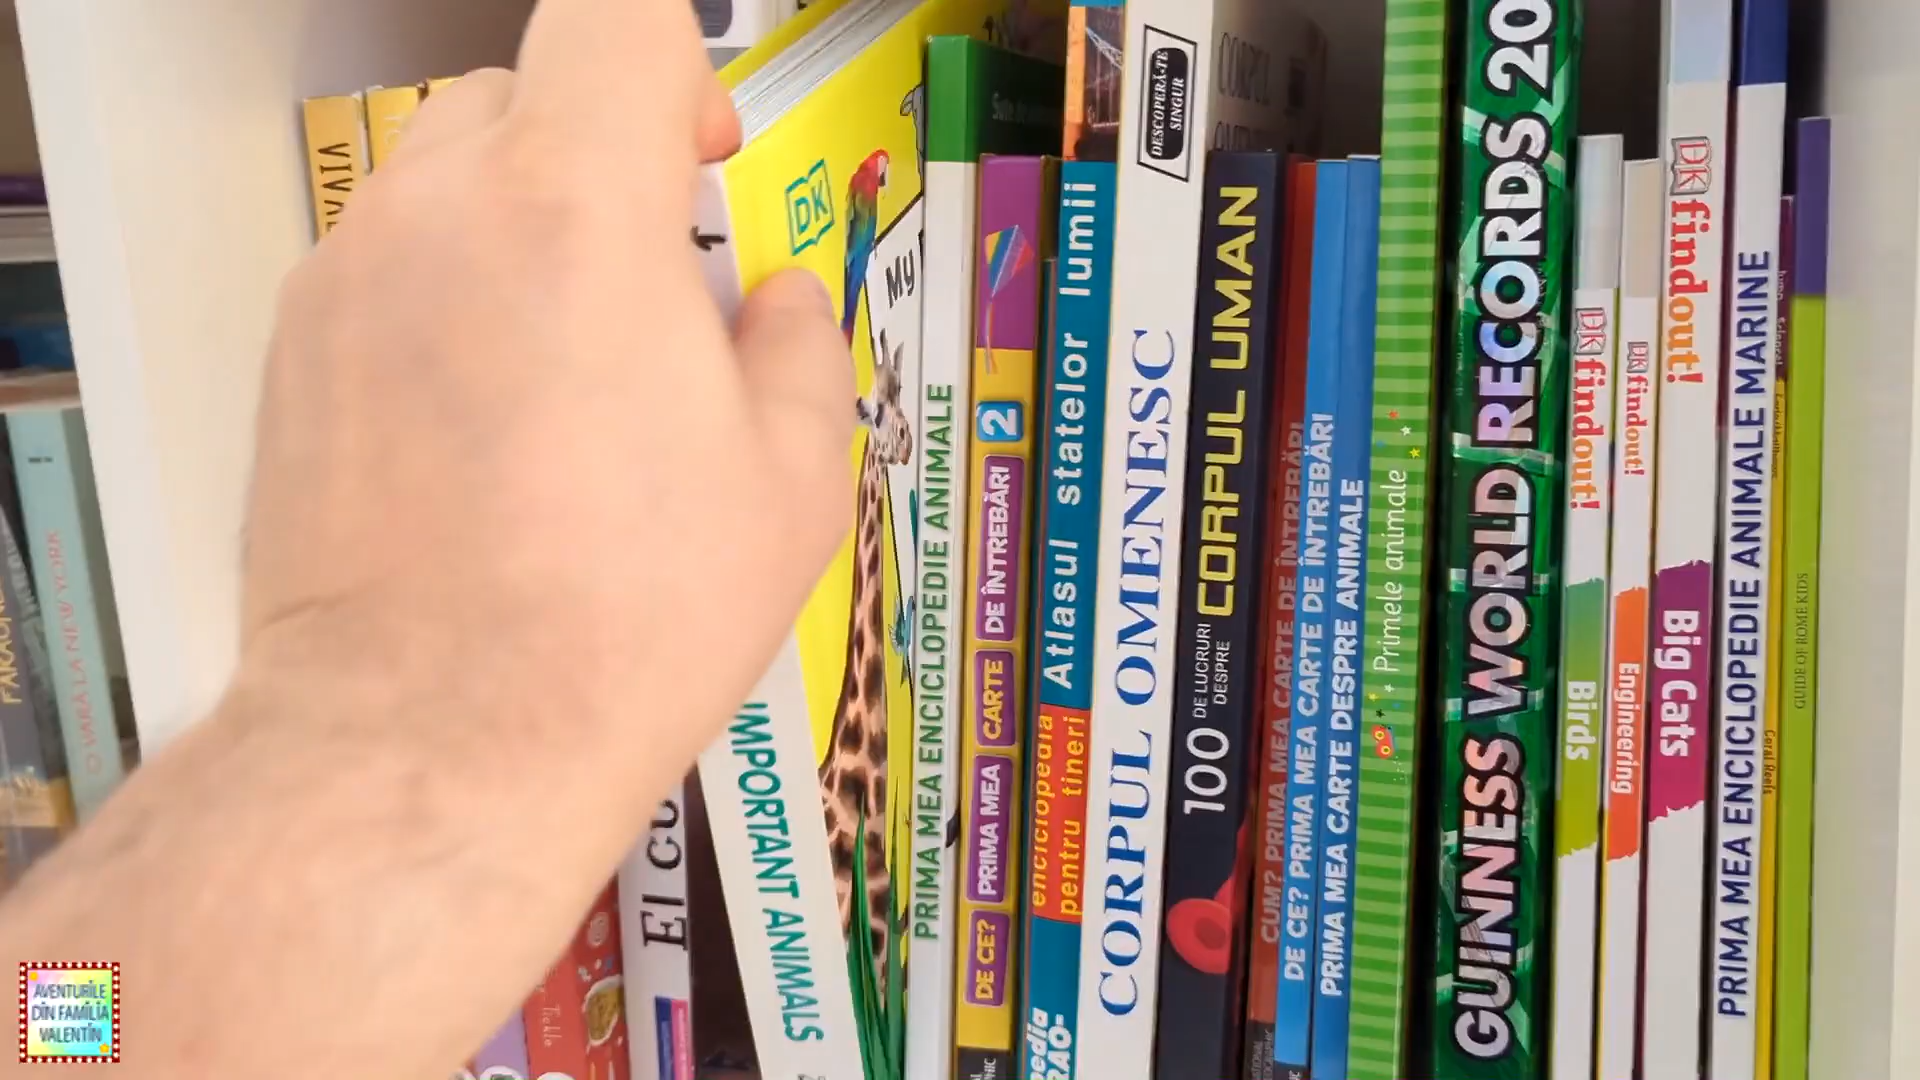 O VARĂ LA NEW YORK
VIVA
El cu
IMPORTANT ANIMALS
DK
My
PRIMA MEA ENCICLOPEDIE ANIMALE
DE CE? PRIMA MEA CARTE DE ÎNTREBĂRI 2
Atlasul statelor lumii
enciclopedia
pentru tineri
DESCOPERĂ-TE
SINGUR
CORPUL OMENESC
100 DE LUCRURI
DESPRE
CORPUL UMAN
CUM? PRIMA MEA CARTE DE ÎNTREBĂRI
DE CE? PRIMA MEA CARTE DE ÎNTREBĂRI
PRIMA MEA CARTE DESPRE ANIMALE
Primele animale
GUINNESS WORLD RECORDS 20
DK findout!
Birds
DK findout!
Engineering
DK findout!
Big Cats
PRIMA MEA ENCICLOPEDIE ANIMALE MARINE
Coral Reefs
GUIDE OF ROME KIDS
AVENTURILE
DIN FAMILIA
VALENTIN